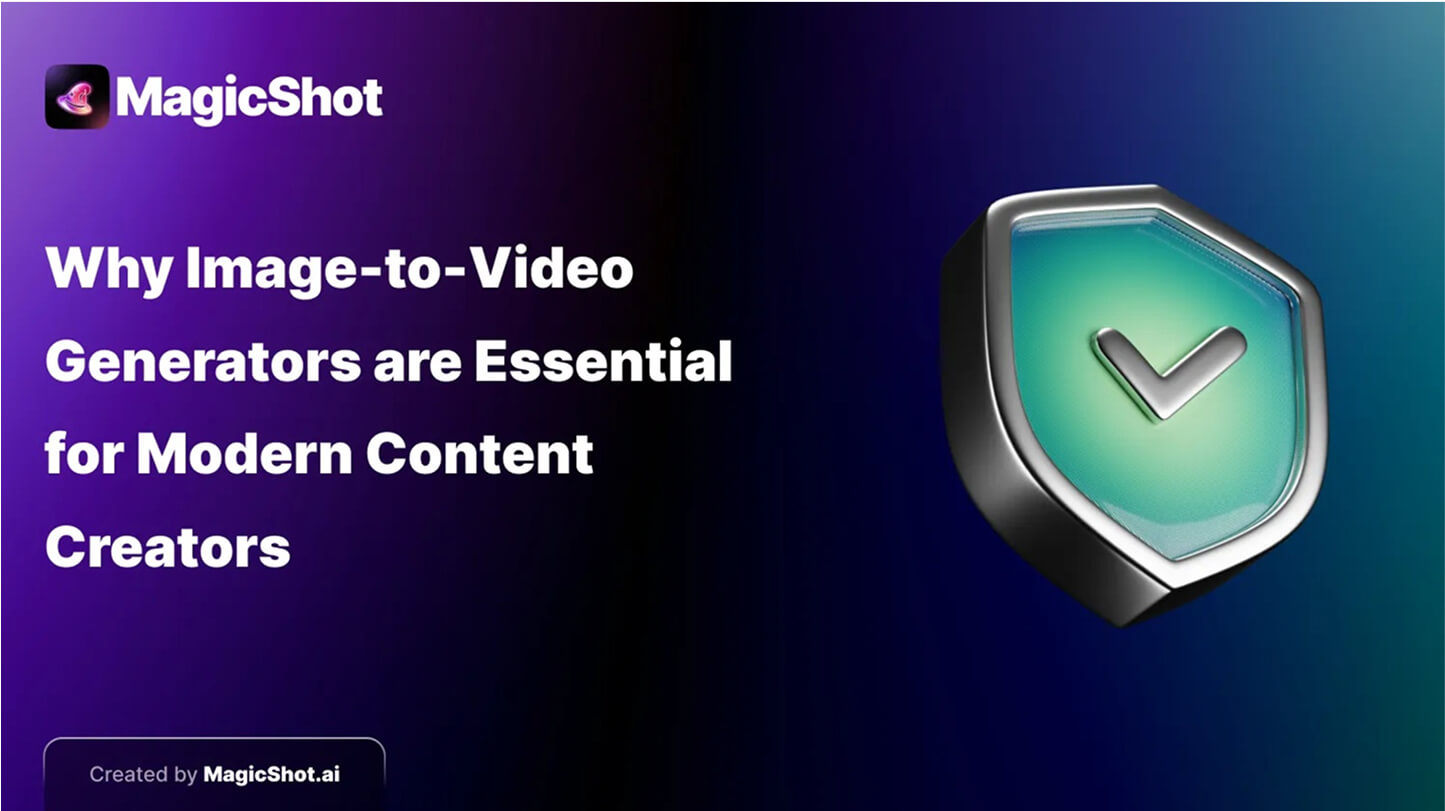 MagicShot
Why Image-to-Video
Generators are Essential
for Modern Content
Creators
Created by MagicShot.ai